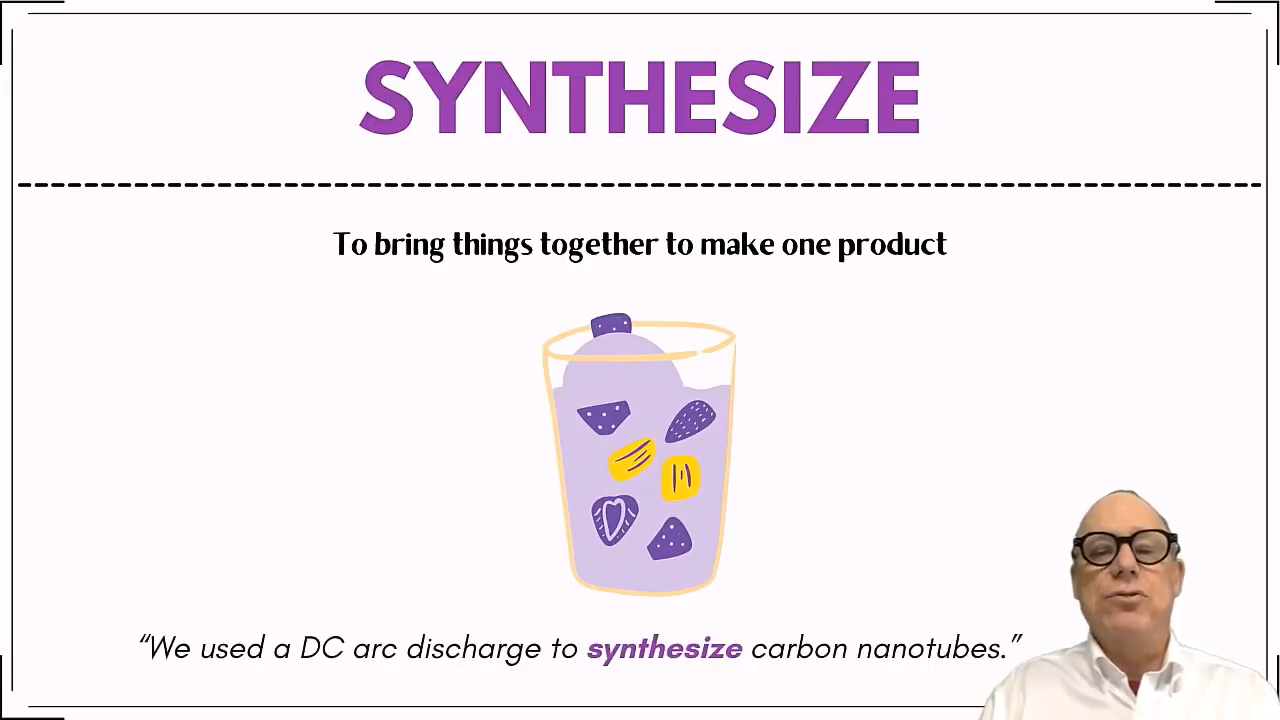 SYNTHESIZE
To bring things together to make one product
“We used a DC arc discharge to synthesize carbon nanotubes.”